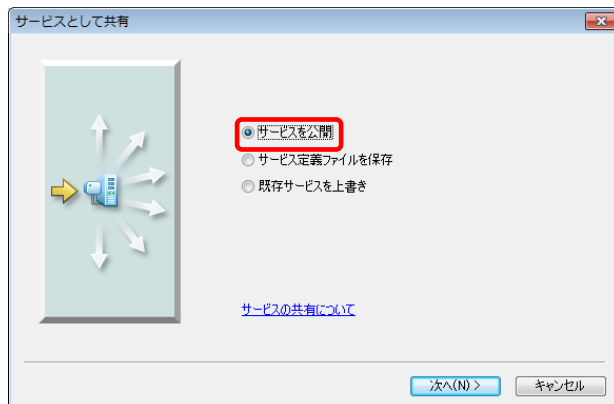 サービスとして共有
サービスを公開
サービス定義ファイルを保存
既存サービスを上書き
サービスの共有について
次へ(N) >
キャンセル